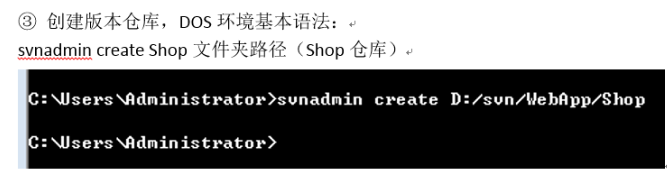 ③ 创建版本仓库，DOS 环境基本语法：
svnadmin create Shop 文件夹路径（Shop 仓库）
C:\Users\Administrator>svnadmin create D:/svn/WebApp/Shop
C:\Users\Administrator>